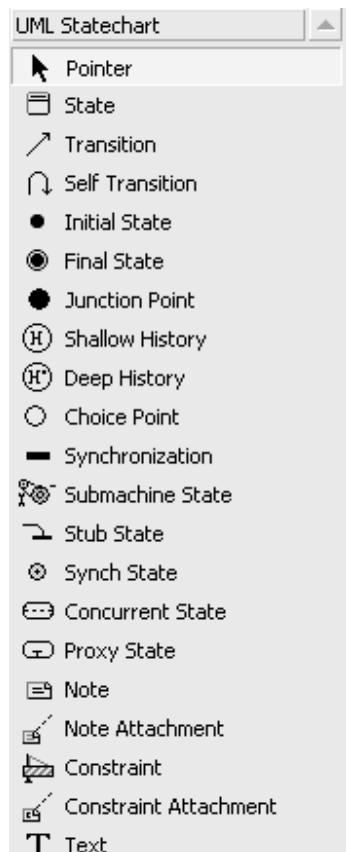 UML Statechart
Pointer
State
Transition
Self Transition
Initial State
Final State
Junction Point
H Shallow History
H* Deep History
Choice Point
Synchronization
Submachine State
Stub State
Synch State
Concurrent State
Proxy State
Note
Note Attachment
Constraint
Constraint Attachment
T Text